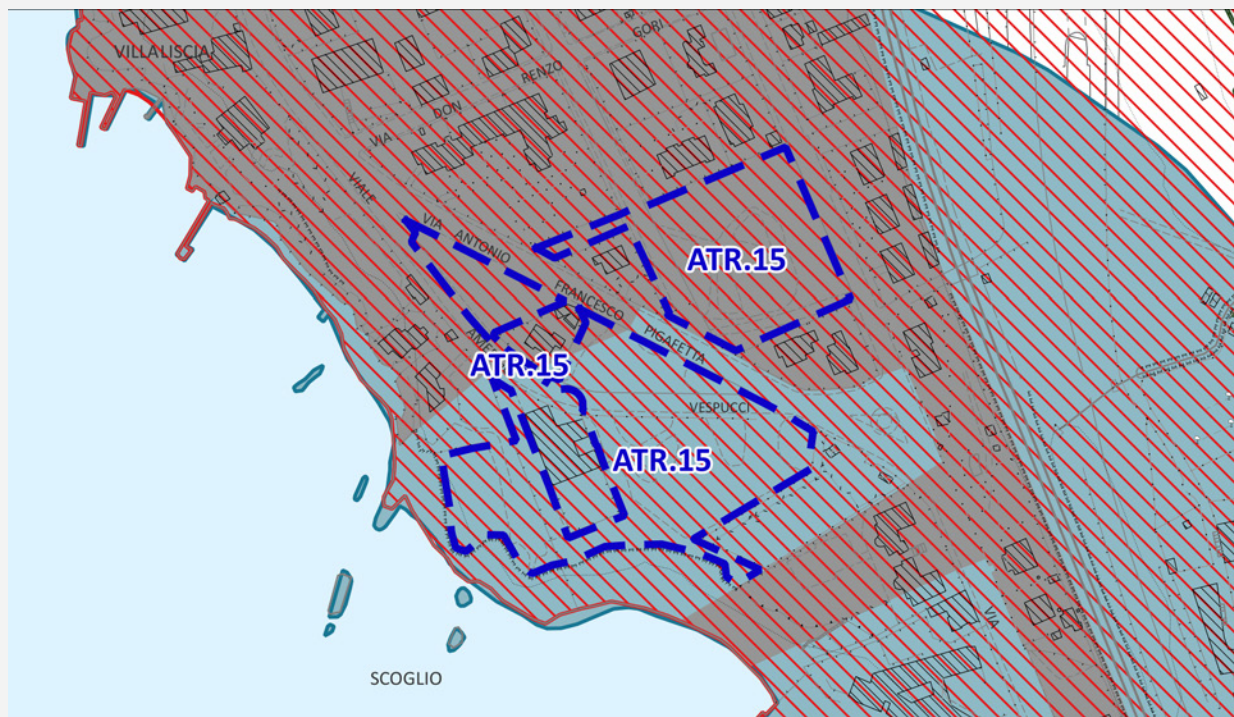 VILLALISCIA
GORI
RENZO
DON
VIA
VIALE
VIA
ANTONIO
ATR.15
FRANCESCO
PIGAFETTA
ATR.15
VESPUCCI
ATR.15
VIA
SCOGLIO